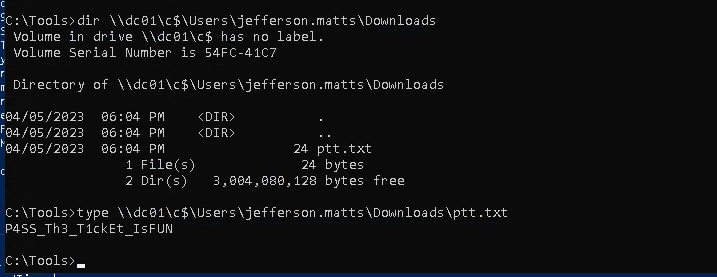 C:\Tools>dir \\dc01\c$\Users\jefferson.matts\Downloads
 Volume in drive \\dc01\c$ has no label.
 Volume Serial Number is 54FC-41C7

 Directory of \\dc01\c$\Users\jefferson.matts\Downloads

04/05/2023  06:04 PM    <DIR>          .
04/05/2023  06:04 PM    <DIR>          ..
04/05/2023  06:04 PM                24 ptt.txt
               1 File(s)             24 bytes
               2 Dir(s)   3,004,080,128 bytes free

C:\Tools>type \\dc01\c$\Users\jefferson.matts\Downloads\ptt.txt
P4SS_Th3_T1ckEt_IsFUN

C:\Tools>